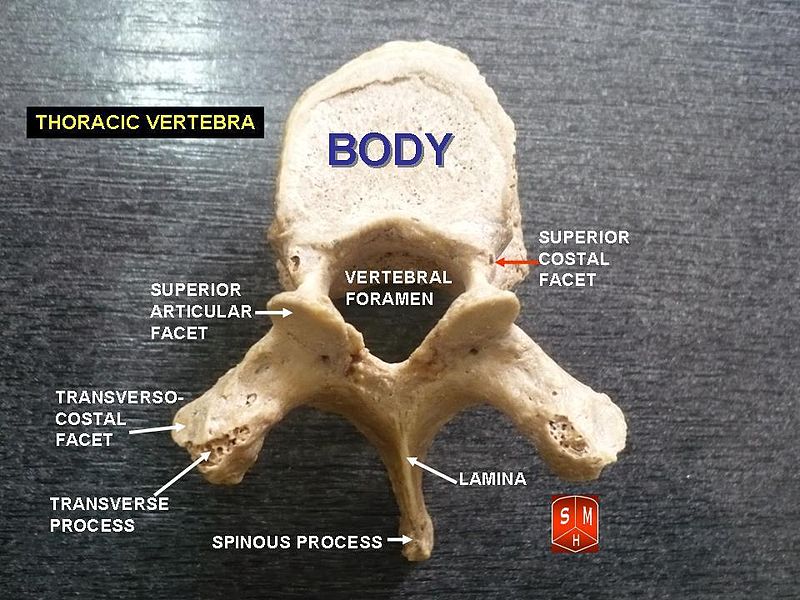 THORACIC VERTEBRA
BODY
SUPERIOR
COSTAL
FACET
VERTEBRAL
FORAMEN
SUPERIOR
ARTICULAR
FACET
TRANSVERSO-
COSTAL
FACET
LAMINA
TRANSVERSE
PROCESS
SPINOUS PROCESS
S M
H